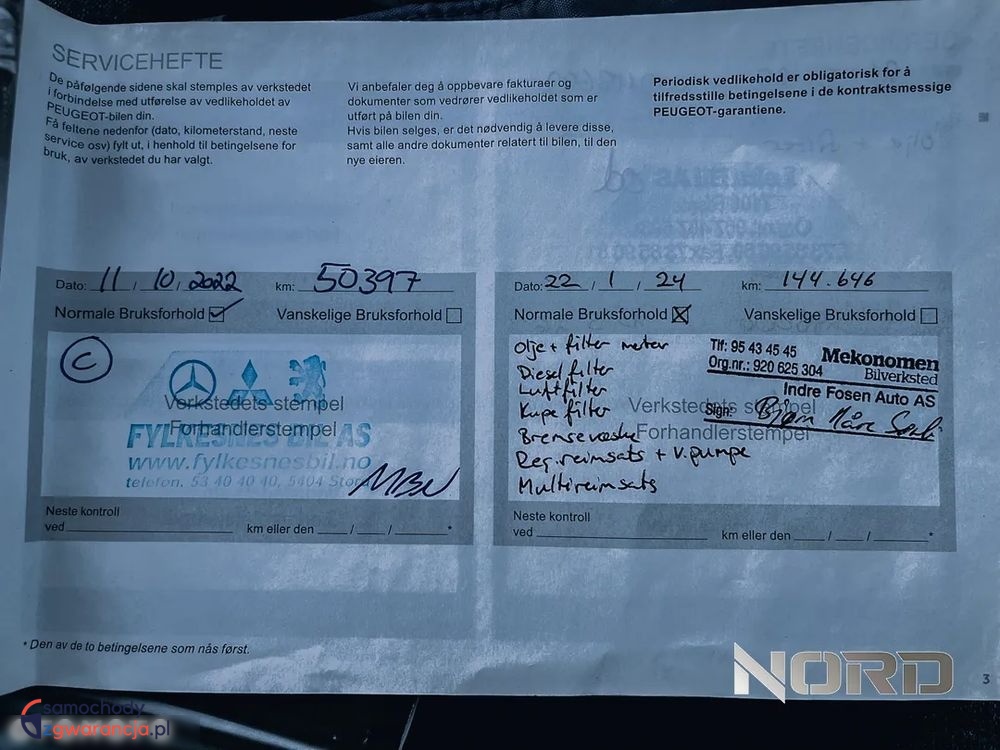 SERVICEHEFTE
De påfølgende sidene skal stemples av verkstedet
i forbindelse med utførelse av vedlikeholdet av
PEUGEOT-bilen din.
Få feltene nedenfor (dato, kilometerstand, neste
service osv) fylt ut, i henhold til betingelsene for
bruk, av verkstedet du har valgt.
Vi anbefaler deg å oppbevare fakturaer og
dokumenter som vedrører vedlikeholdet som er
utført på bilen din.
Hvis bilen selges, er det nødvendig å levere disse,
samt alle andre dokumenter relatert til bilen, til den
nye eieren.
Periodisk vedlikehold er obligatorisk for å
tilfredsstille betingelsene i de kontraktsmessige
PEUGEOT-garantiene.
Dato: 11 / 10 / 2022 km: 50397
Normale Bruksforhold Vanskelige Bruksforhold
C
Verkstedets stempel
Forhandlerstempel
FYLKESNES BIL AS
www.fylkesnesbil.no
telefon. 53 40 40 40, 5404 Stord
Neste kontroll
ved km eller den / / *
Dato: 22 / 1 / 24 km: 144.646
Normale Bruksforhold Vanskelige Bruksforhold
Olje + filter motor
Diesel filter
Luftfilter
Kupe filter
Bremsevæske
Reg.reimsats + v.pumpe
Multireimsats
Verkstedets stempel
Forhandlerstempel
Tlf: 95 43 45 45
Org.nr.: 920 625 304
Mekonomen
Bilverksted
Indre Fosen Auto AS
Sign:
Neste kontroll
ved km eller den / / *
* Den av de to betingelsene som nås først.
NORD
3
samochody
zgwarancja.pl